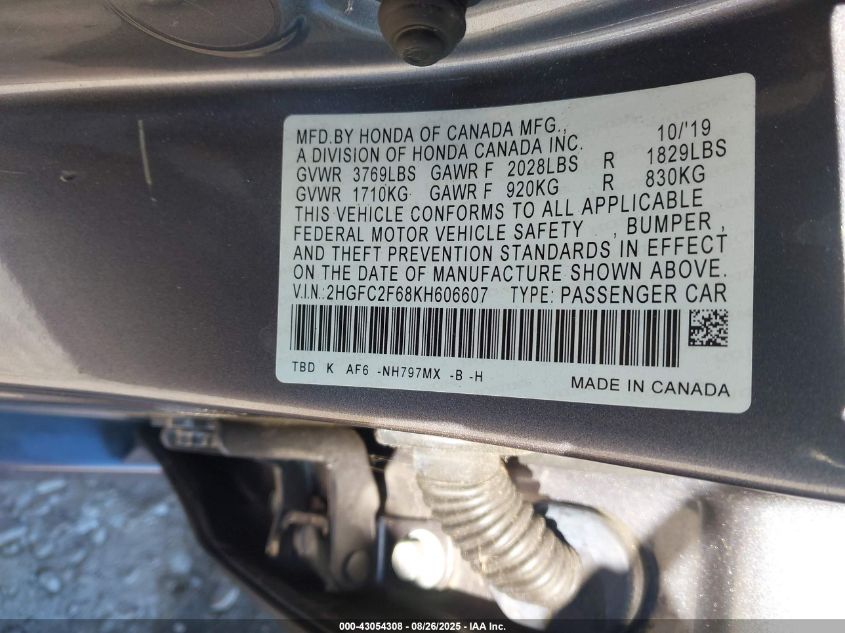 MFD.BY HONDA OF CANADA MFG., 10/'19
A DIVISION OF HONDA CANADA INC.
GVWR 3769LBS GAWR F 2028LBS R 1829LBS
GVWR 1710KG GAWR F 920KG R 830KG
THIS VEHICLE CONFORMS TO ALL APPLICABLE
FEDERAL MOTOR VEHICLE SAFETY , BUMPER ,
AND THEFT PREVENTION STANDARDS IN EFFECT
ON THE DATE OF MANUFACTURE SHOWN ABOVE.
V.I.N.:2HGFC2F68KH606607 TYPE: PASSENGER CAR
TBD K AF6 -NH797MX -B -H
MADE IN CANADA
000-43054308 - 08/26/2025 - IAA Inc.